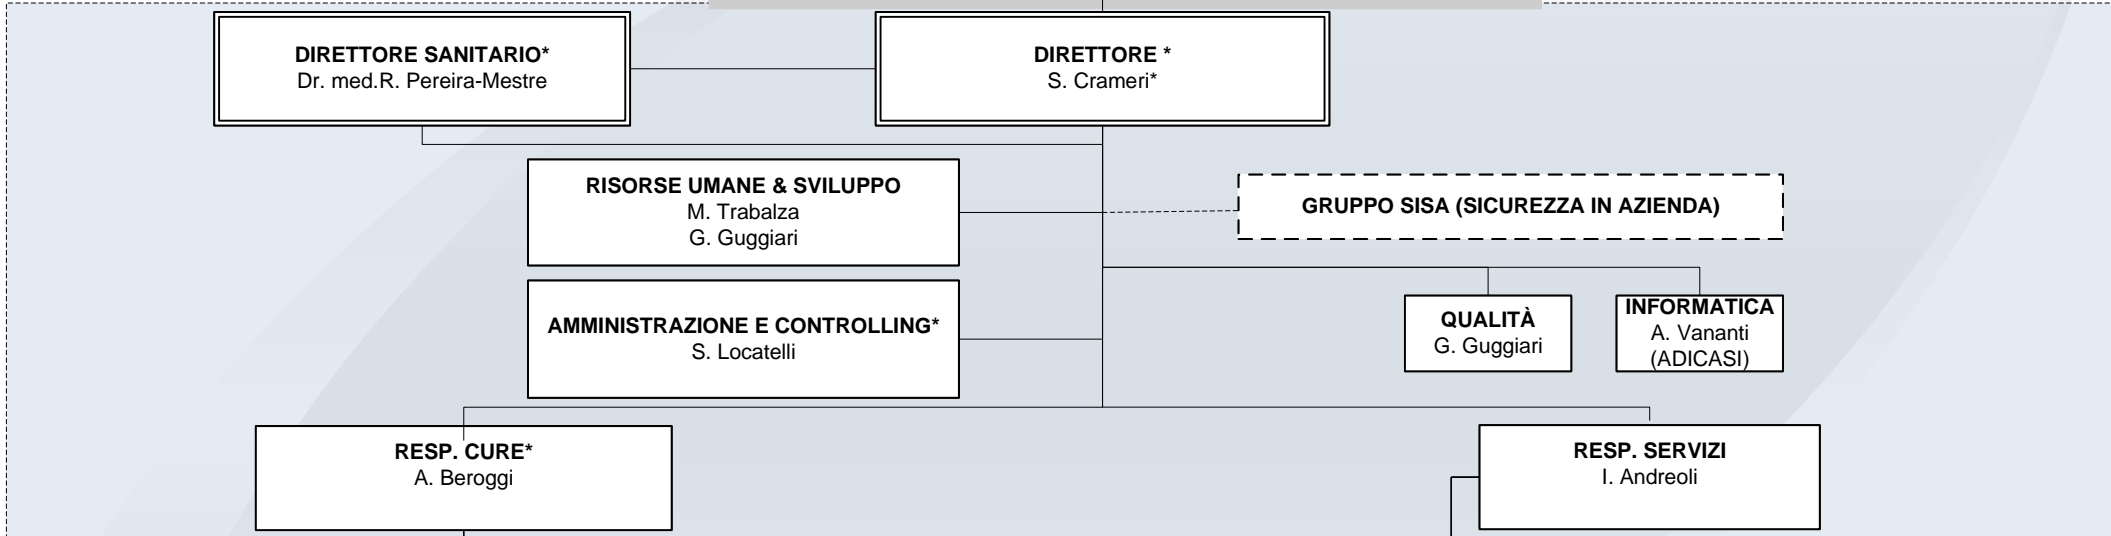 DIRETTORE SANITARIO*
Dr. med.R. Pereira-Mestre
DIRETTORE *
S. Crameri*
RISORSE UMANE & SVILUPPO
M. Trabalza
G. Guggiari
GRUPPO SISA (SICUREZZA IN AZIENDA)
AMMINISTRAZIONE E CONTROLLING*
S. Locatelli
QUALITÀ
G. Guggiari
INFORMATICA
A. Vananti
(ADICASI)
RESP. CURE*
A. Beroggi
RESP. SERVIZI
I. Andreoli